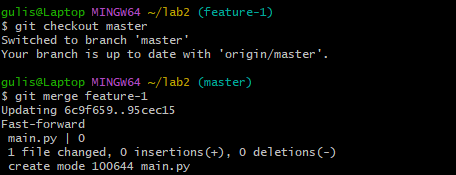 gulis@Laptop MINGW64 ~/lab2 (feature-1)
$ git checkout master
Switched to branch 'master'
Your branch is up to date with 'origin/master'.
gulis@Laptop MINGW64 ~/lab2 (master)
$ git merge feature-1
Updating 6c9f659..95cec15
Fast-forward
main.py | 0
1 file changed, 0 insertions(+), 0 deletions(-)
create mode 100644 main.py